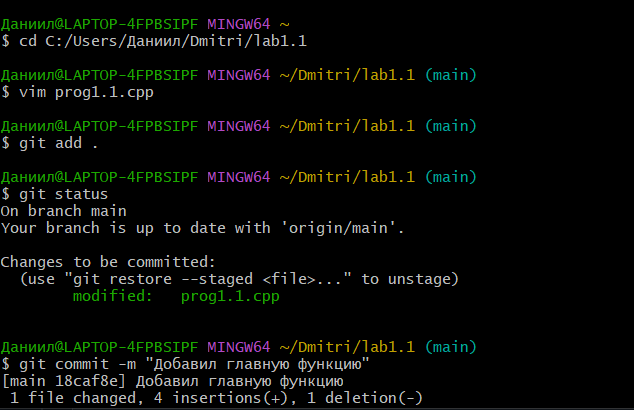 Даниил@LAPTOP-4FPBSIPF MINGW64 ~
$ cd C:/Users/Даниил/Dmitri/lab1.1
Даниил@LAPTOP-4FPBSIPF MINGW64 ~/Dmitri/lab1.1 (main)
$ vim prog1.1.cpp
Даниил@LAPTOP-4FPBSIPF MINGW64 ~/Dmitri/lab1.1 (main)
$ git add .
Даниил@LAPTOP-4FPBSIPF MINGW64 ~/Dmitri/lab1.1 (main)
$ git status
On branch main
Your branch is up to date with 'origin/main'.
Changes to be committed:
  (use "git restore --staged <file>..." to unstage)
        modified:   prog1.1.cpp
Даниил@LAPTOP-4FPBSIPF MINGW64 ~/Dmitri/lab1.1 (main)
$ git commit -m "Добавил главную функцию"
[main 18caf8e] Добавил главную функцию
 1 file changed, 4 insertions(+), 1 deletion(-)